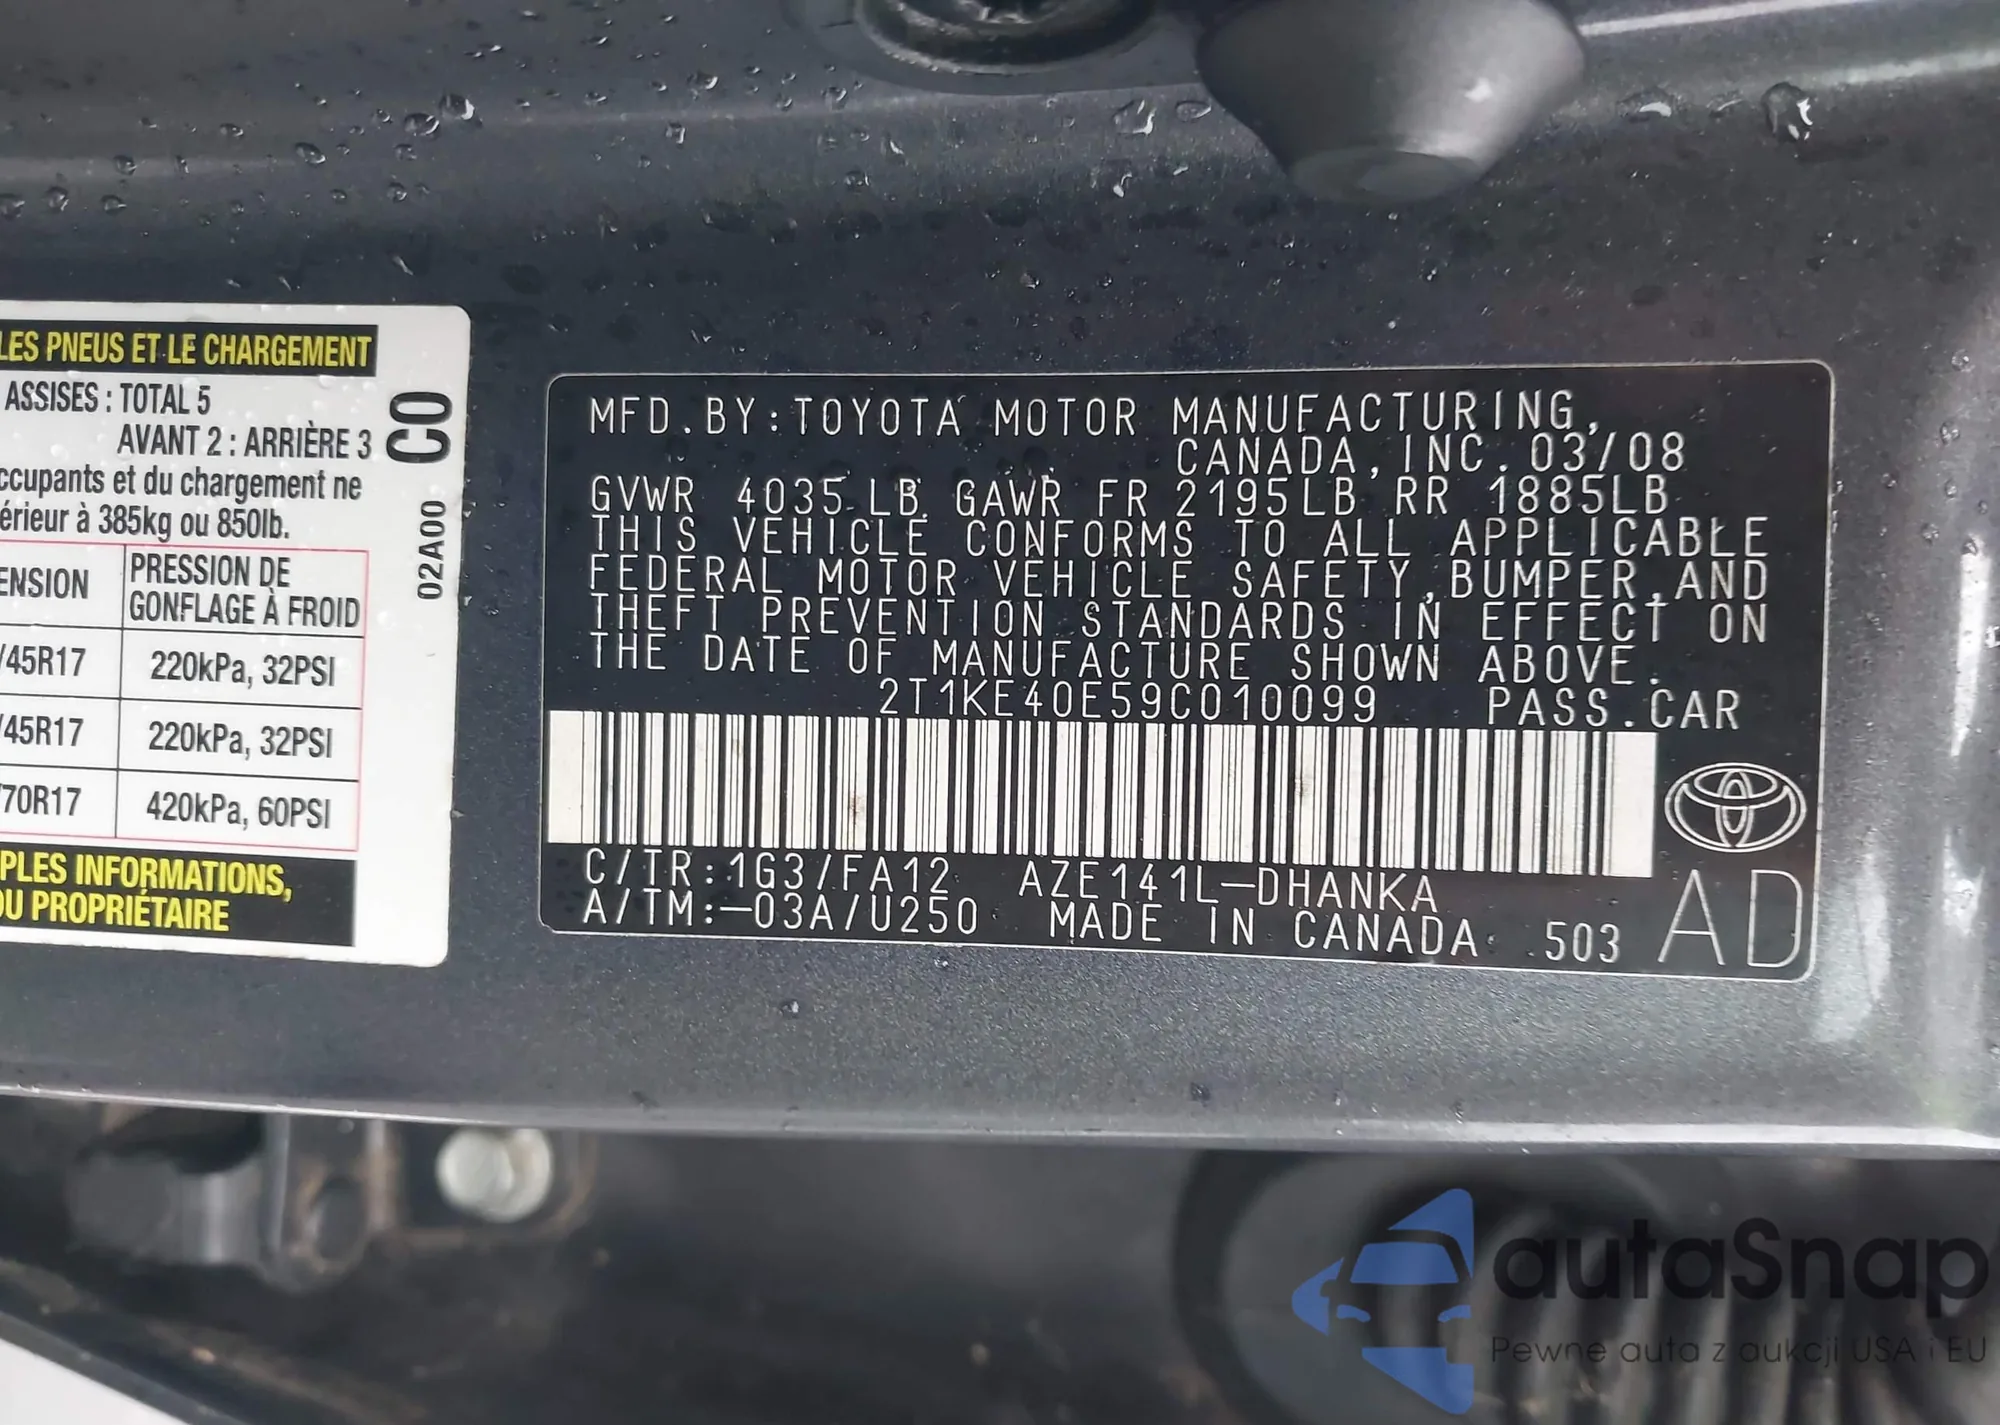 LES PNEUS ET LE CHARGEMENT
ASSISES : TOTAL 5
AVANT 2 : ARRIÈRE 3
ccupants et du chargement ne
érieur à 385kg ou 850lb.
ENSION PRESSION DE
GONFLAGE À FROID
/45R17 220kPa, 32PSI
/45R17 220kPa, 32PSI
/70R17 420kPa, 60PSI
PLES INFORMATIONS,
OU PROPRIÉTAIRE
CO
02A00
MFD.BY:TOYOTA MOTOR MANUFACTURING,
CANADA,INC. 03/08
GVWR 4035 LB GAWR FR 2195LB RR 1885LB
THIS VEHICLE CONFORMS TO ALL APPLICABLE
FEDERAL MOTOR VEHICLE SAFETY,BUMPER,AND
THEFT PREVENTION STANDARDS IN EFFECT ON
THE DATE OF MANUFACTURE SHOWN ABOVE.
2T1KE40E59C010099 PASS.CAR
C/TR:1G3/FA12 AZE141L-DHANKA
A/TM:-03A/U250 MADE IN CANADA 503
AD
autaSnap
Pewne auta z aukcji USA i EU